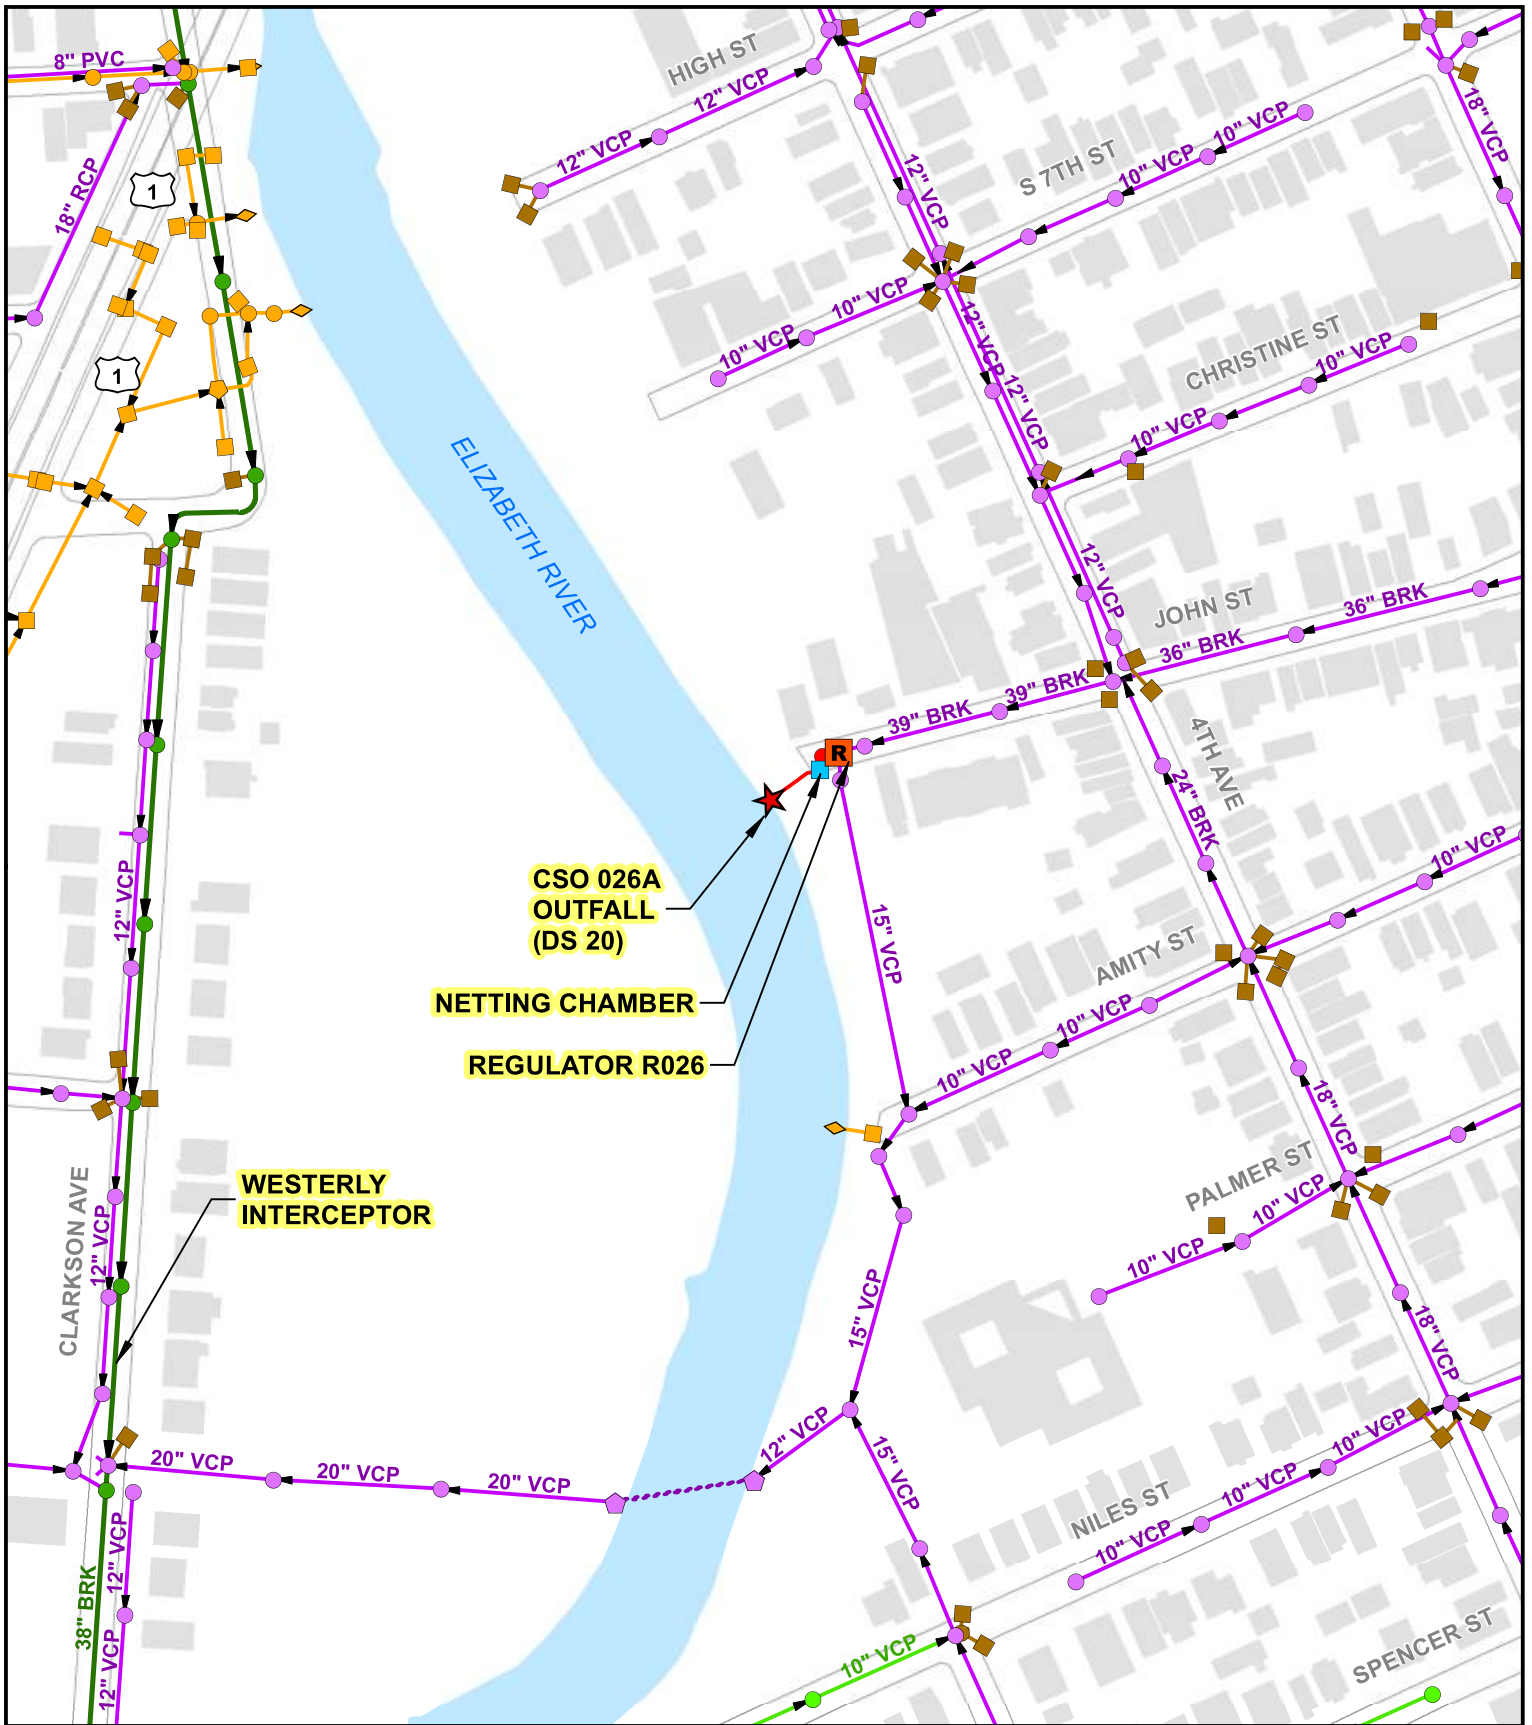 8" PVC
HIGH ST
12" VCP
12" VCP
18" RCP
1
12" VCP
S 7TH ST
10" VCP
10" VCP
18" VCP
10" VCP
10" VCP
12" VCP
12" VCP
CHRISTINE ST
10" VCP
10" VCP
1
ELIZABETH RIVER
12" VCP
JOHN ST
36" BRK
36" BRK
39" BRK
39" BRK
R
4TH AVE
24" BRK
10" VCP
CSO 026A
OUTFALL
(DS 20)
12" VCP
15" VCP
AMITY ST
NETTING CHAMBER
10" VCP
10" VCP
REGULATOR R026
18" VCP
PALMER ST
10" VCP
10" VCP
WESTERLY
INTERCEPTOR
CLARKSON AVE
12" VCP
15" VCP
18" VCP
20" VCP
20" VCP
20" VCP
12" VCP
15" VCP
10" VCP
10" VCP
10" VCP
NILES ST
12" VCP
38" BRK
12" VCP
10" VCP
SPENCER ST